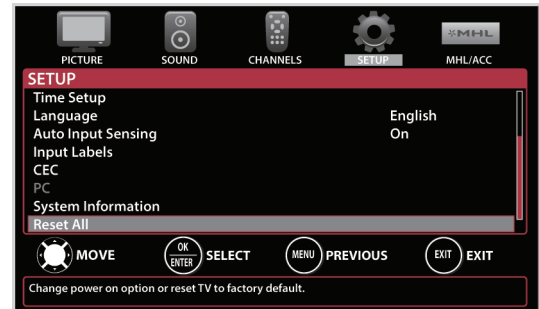 PICTURE SOUND CHANNELS SETUP MHL/ACC
MHL
SETUP
Time Setup
Language English
Auto Input Sensing On
Input Labels
CEC
PC
System Information
Reset All
MOVE OK ENTER SELECT MENU PREVIOUS EXIT EXIT
Change power on option or reset TV to factory default.